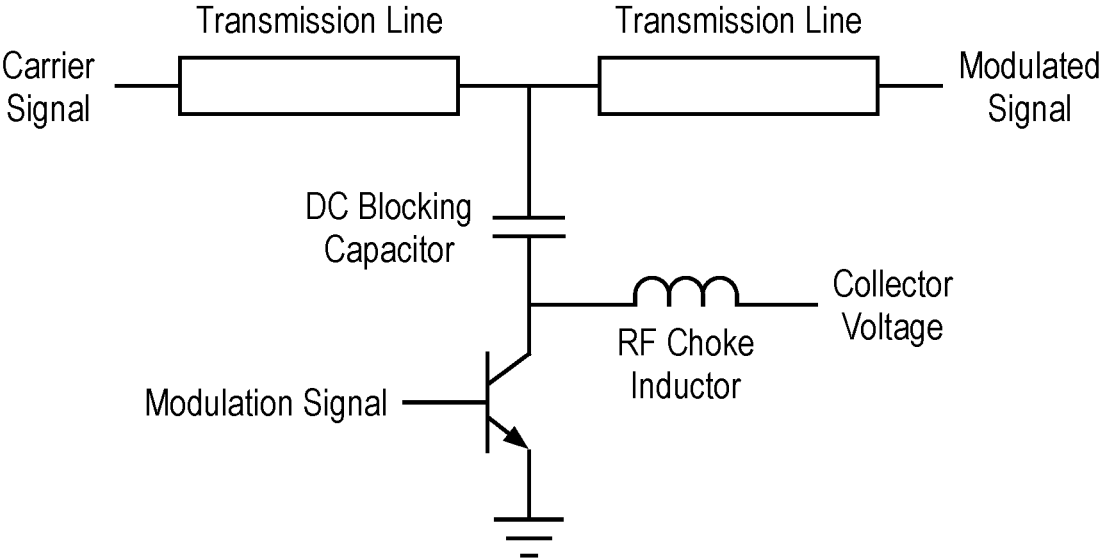 Transmission Line
Transmission Line
Carrier
Signal
Modulated
Signal
DC Blocking
Capacitor
Collector
Voltage
RF Choke
Inductor
Modulation Signal